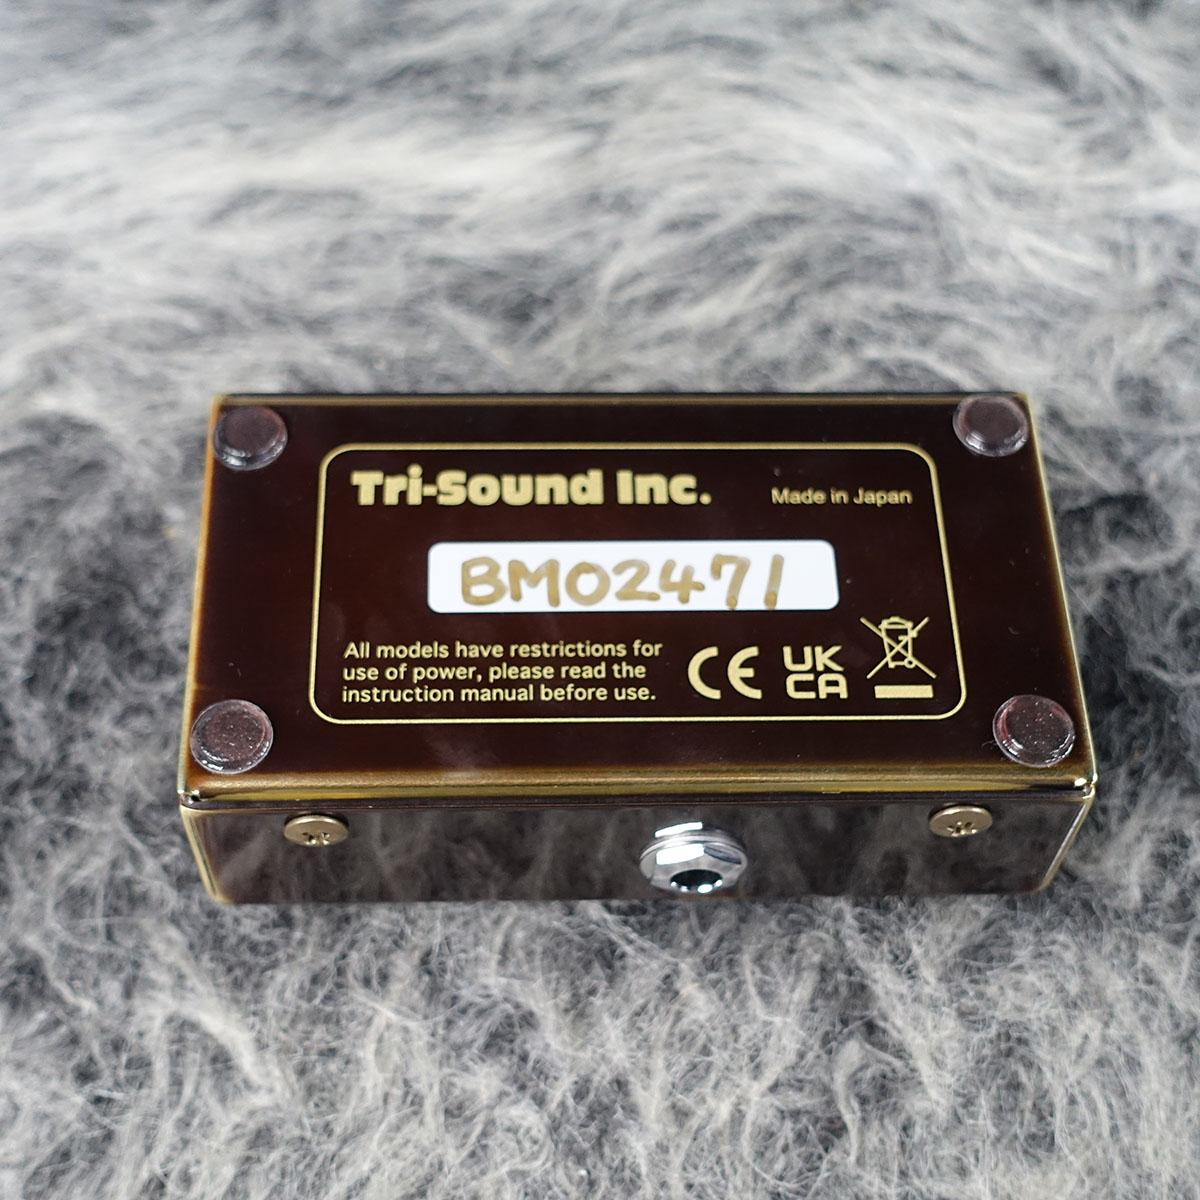 Tri-Sound Inc.
Made in Japan
BM02471
All models have restrictions for
use of power, please read the
instruction manual before use.
CE
UK
CA